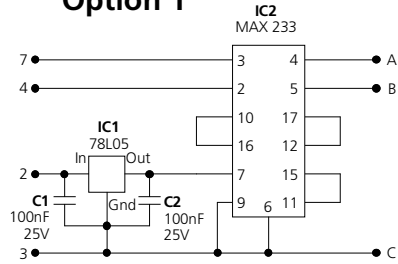 Option 1
IC2
MAX 233
7 3 4 A
4 2 5 B
10 17
IC1
78L05
16 12
In Out
2 7 15
C1 Gnd C2 9 6 11
100nF 100nF
25V 25V
3 C